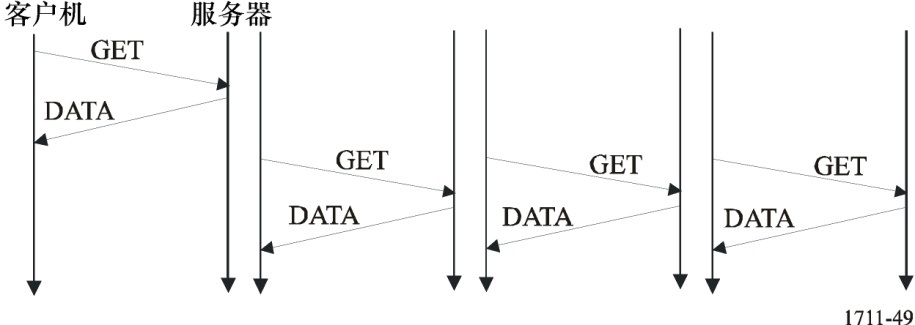 客户机 服务器
GET
DATA
GET GET GET
DATA DATA DATA
1711-49